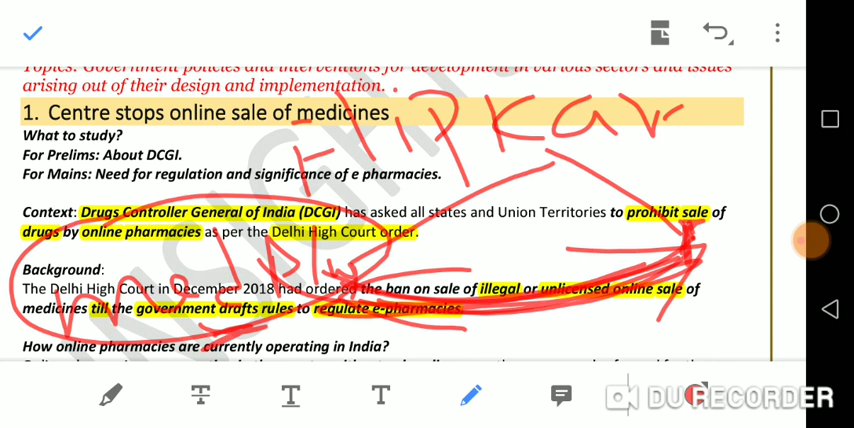 Topics: Government policies and interventions for development in various sectors and issues
arising out of their design and implementation.
1. Centre stops online sale of medicines
What to study?
For Prelims: About DCGI.
For Mains: Need for regulation and significance of e pharmacies.
Flipkar
Context: Drugs Controller General of India (DCGI) has asked all states and Union Territories to prohibit sale of
drugs by online pharmacies as per the Delhi High Court order.
medplus
Background:
The Delhi High Court in December 2018 had ordered the ban on sale of illegal or unlicensed online sale of
medicines till the government drafts rules to regulate e-pharmacies.
How online pharmacies are currently operating in India?
INSIGH
T T T
DU RECORDER